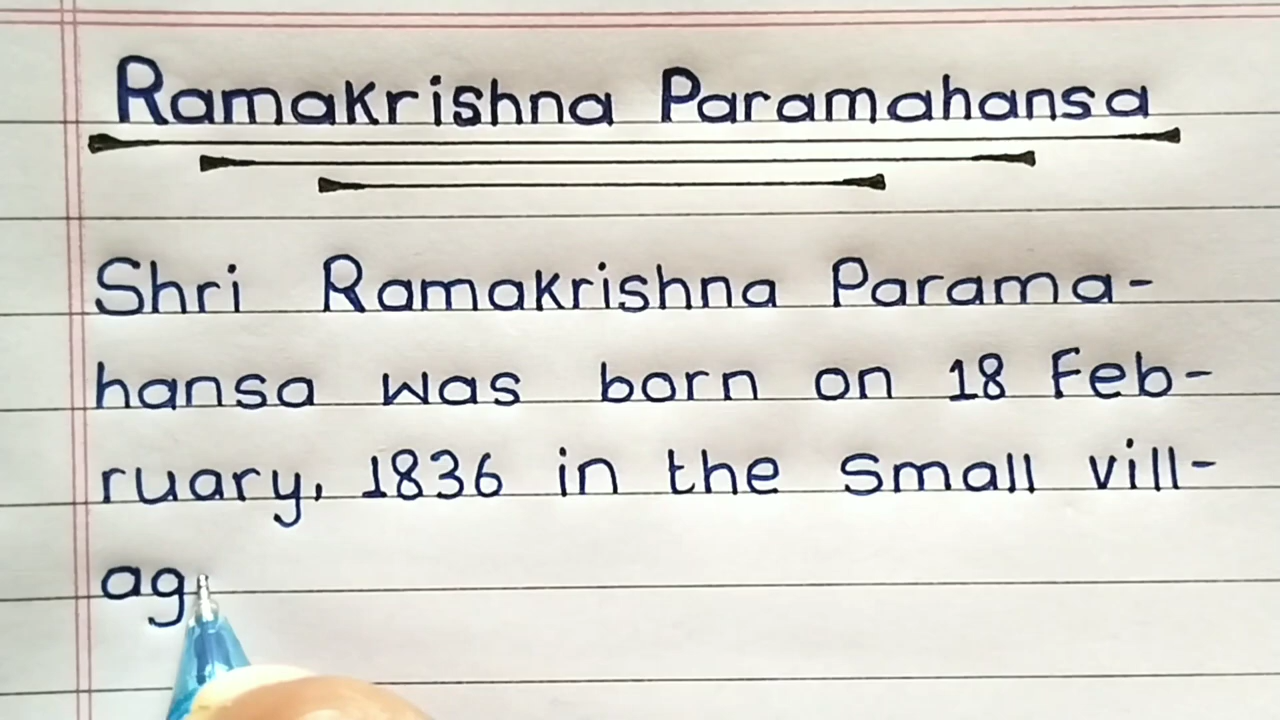 Ramakrishna Paramahansa
Shri Ramakrishna Parama-
hansa was born on 18 Feb-
ruary, 1836 in the small vill-
ag